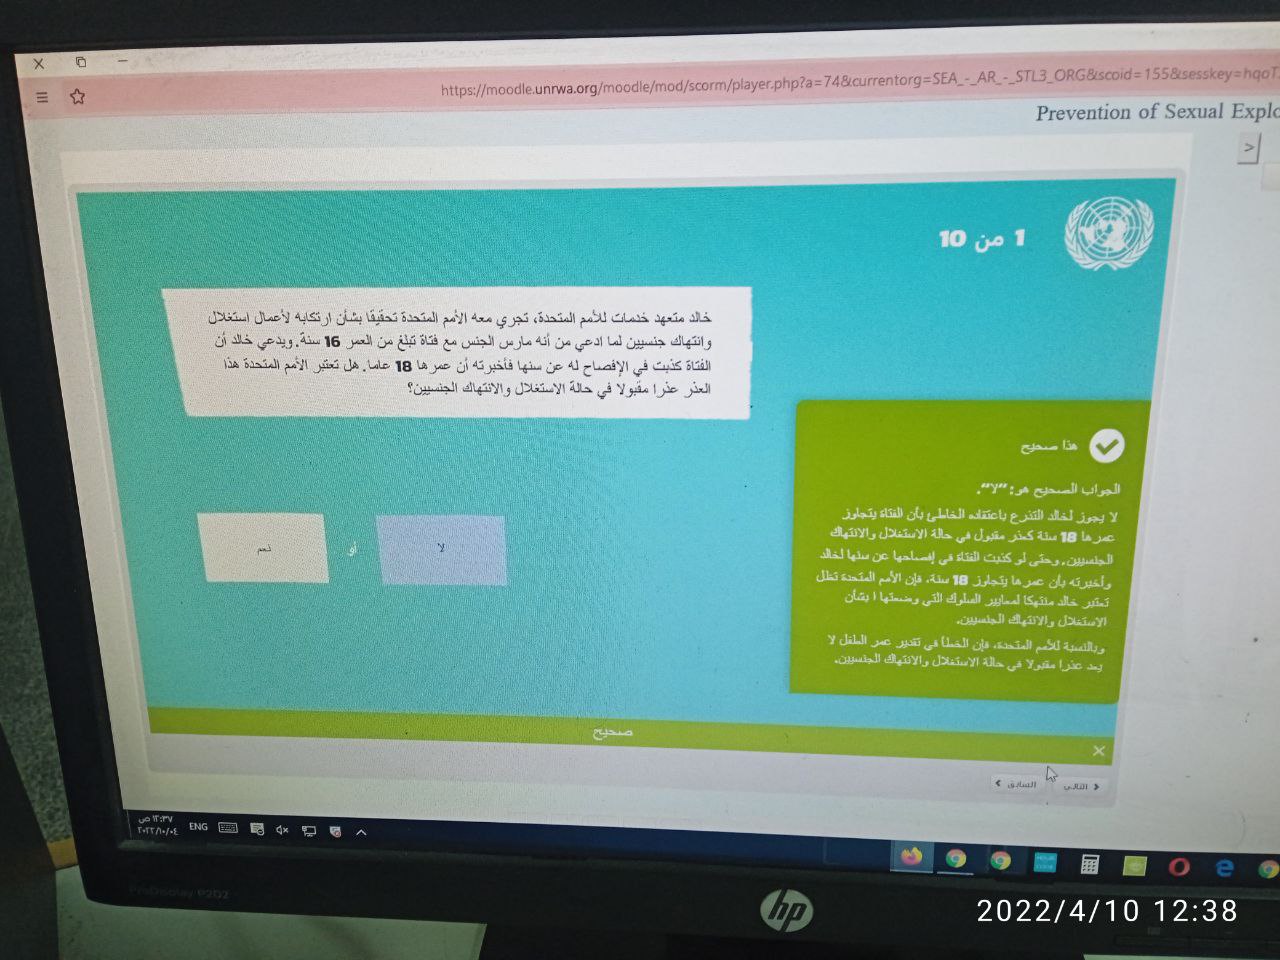 https://moodle.unrwa.org/moodle/mod/scorm/player.php?a=74&currentorg=SEA_-_AR_-_STL3_ORG&scoid=155&sesskey=hqoT
Prevention of Sexual Explo
1 من 10
خالد متعهد خدمات للأمم المتحدة، تجري معه الأمم المتحدة تحقيقا بشأن ارتكابه لأعمال استغلال
وانتهاك جنسيين لما ادعي من أنه مارس الجنس مع فتاة تبلغ من العمر 16 سنة. ويدعي خالد أن
الفتاة كذبت في الإفصاح له عن سنها فأخبرته أن عمرها 18 عاما. هل تعتبر الأمم المتحدة هذا
العذر عذرا مقبولا في حالة الاستغلال والانتهاك الجنسيين؟
هذا صحيح
الجواب الصحيح هو: "لا".
لا يجوز لخالد التذرع باعتقاده الخاطئ بأن الفتاة يتجاوز
عمرها 18 سنة كعذر مقبول في حالة الاستغلال والانتهاك
الجنسيين. وحتى لو كذبت الفتاة في إفصاحها عن سنها لخالد
وأخبرته بأن عمرها يتجاوز 18 سنة، فإن الأمم المتحدة تظل
تعتبر خالد منتهكا لمعايير السلوك التي وضعتها ا بشأن
الاستغلال والانتهاك الجنسيين.
وبالنسبة للأمم المتحدة، فإن الخطأ في تقدير عمر الطفل لا
يعد عذرا مقبولا في حالة الاستغلال والانتهاك الجنسيين.
لا
أو
نعم
صحيح
السابق
التالي
ENG
١٢:٣٧ ص
٢٠٢٢/١٠/٠٤
ProDisplay P202
hp
2022/4/10 12:38